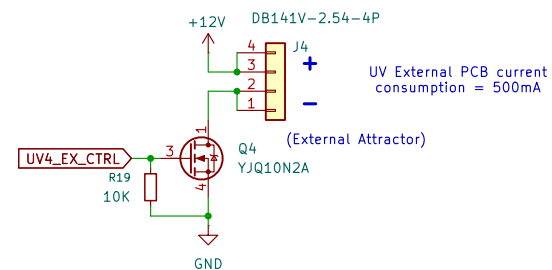 DB141V-2.54-4P
+12V
J4
4
3
2
1
+
−
UV External PCB current
consumption = 500mA
(External Attractor)
1
Q4
YJQ10N2A
3
4
UV4_EX_CTRL
R19
10K
GND